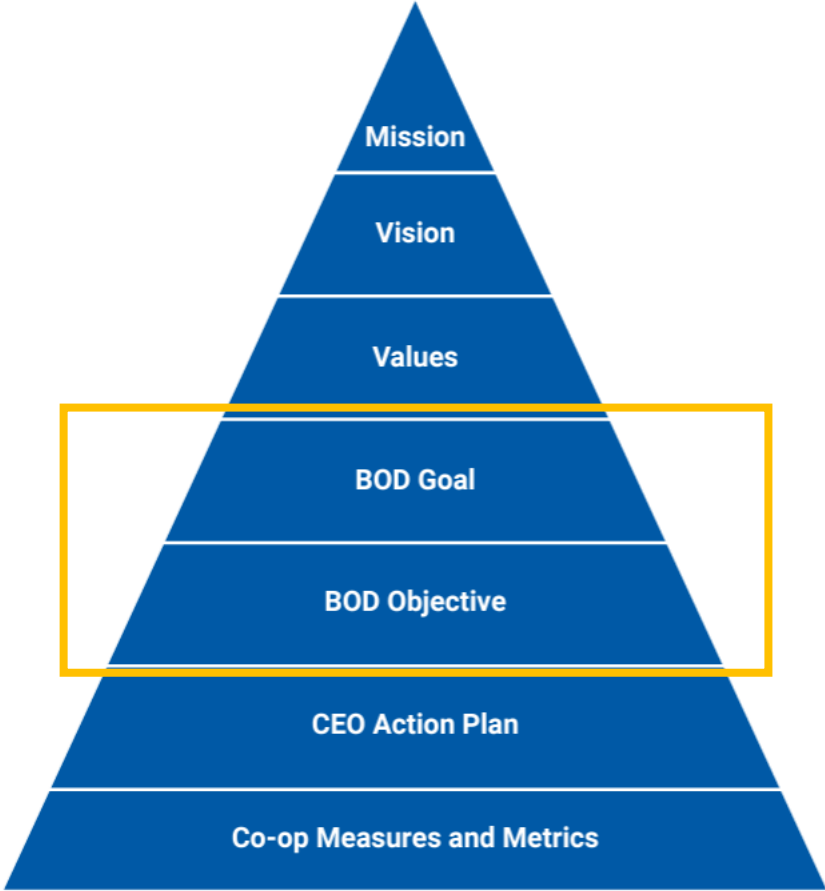 Mission
Vision
Values
BOD Goal
BOD Objective
CEO Action Plan
Co-op Measures and Metrics